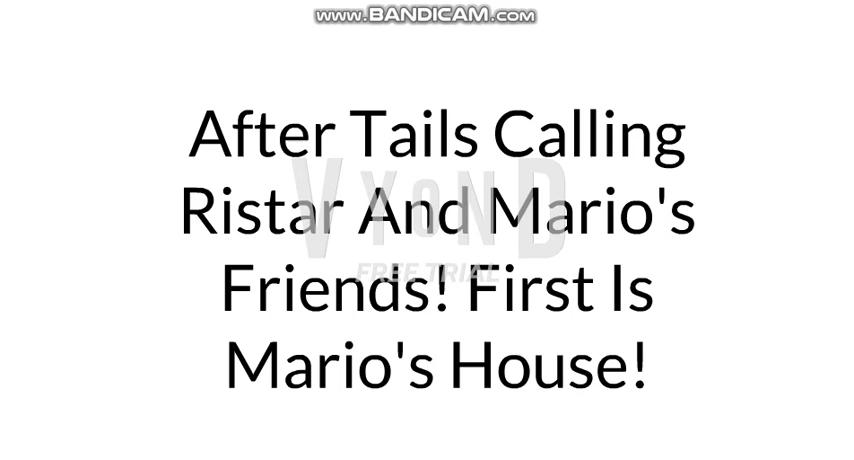 www.BANDICAM.com
After Tails Calling
Ristar And Mario's
Friends! First Is
Mario's House!
VYOND
FREE TRIAL